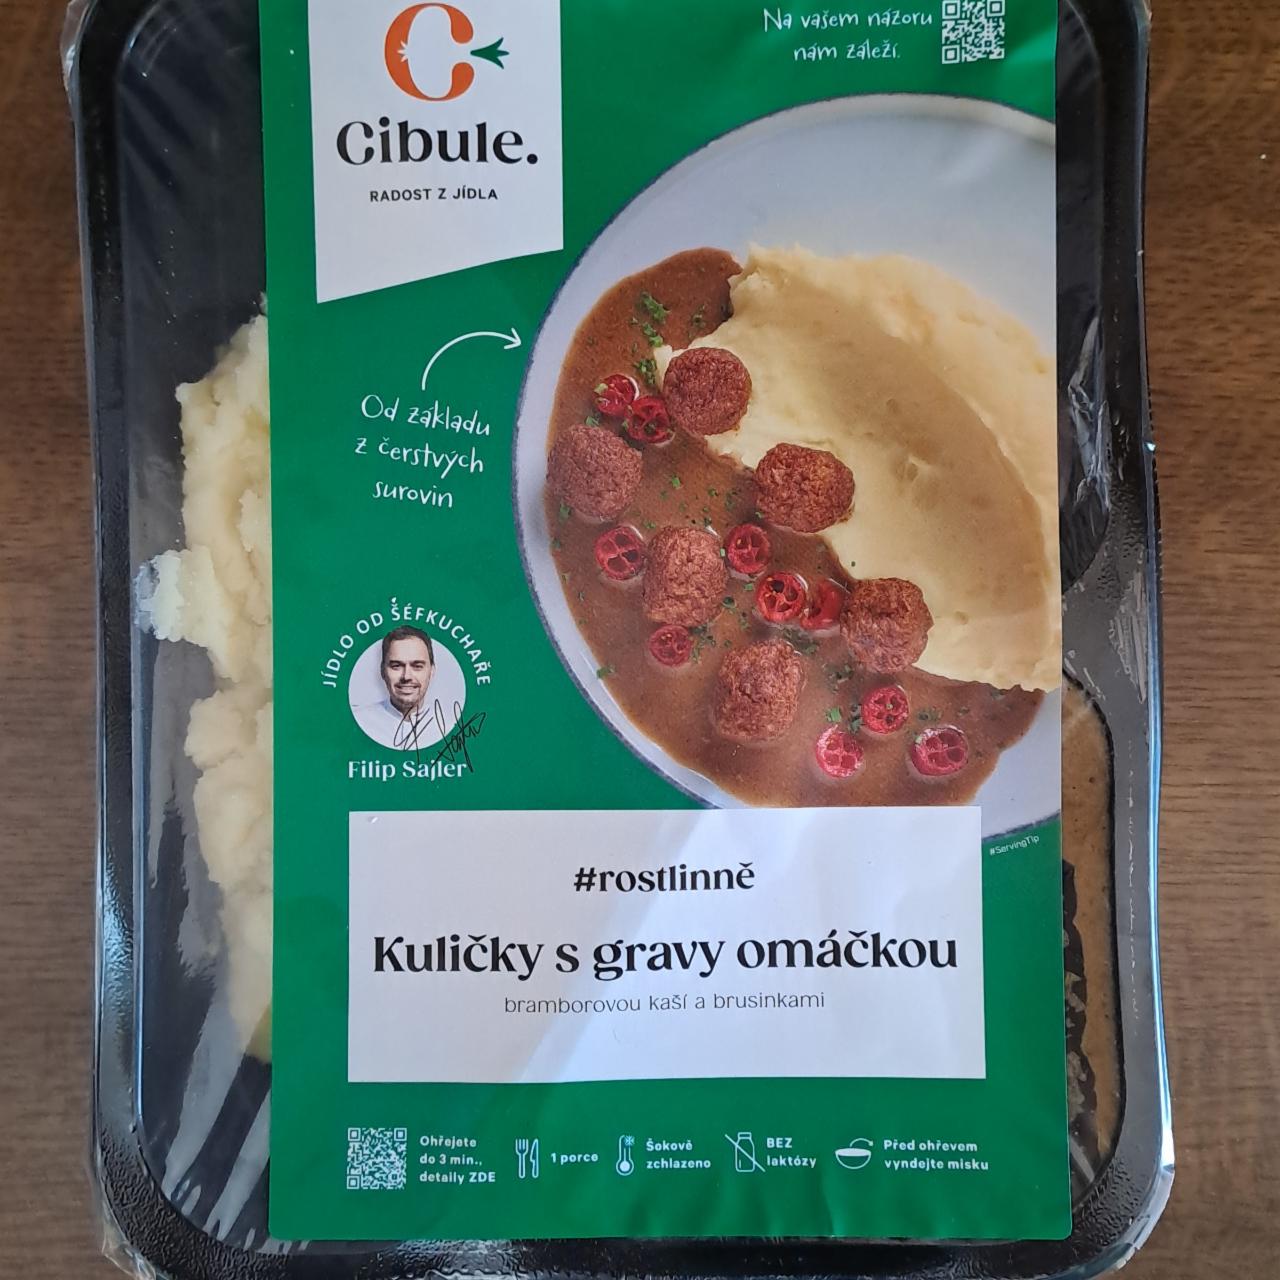 Na vašem názoru
nám záleží.
Cibule.
RADOST Z JÍDLA
Od základu
z čerstvých
surovin
JÍDLO OD ŠÉFKUCHAŘE
Filip Sajler
#ServingTip
#rostlinně
Kuličky s gravy omáčkou
bramborovou kaší a brusinkami
Ohřejete
do 3 min.,
detaily ZDE
1 porce
Šokově
zchlazeno
BEZ
laktózy
Před ohřevem
vyndejte misku